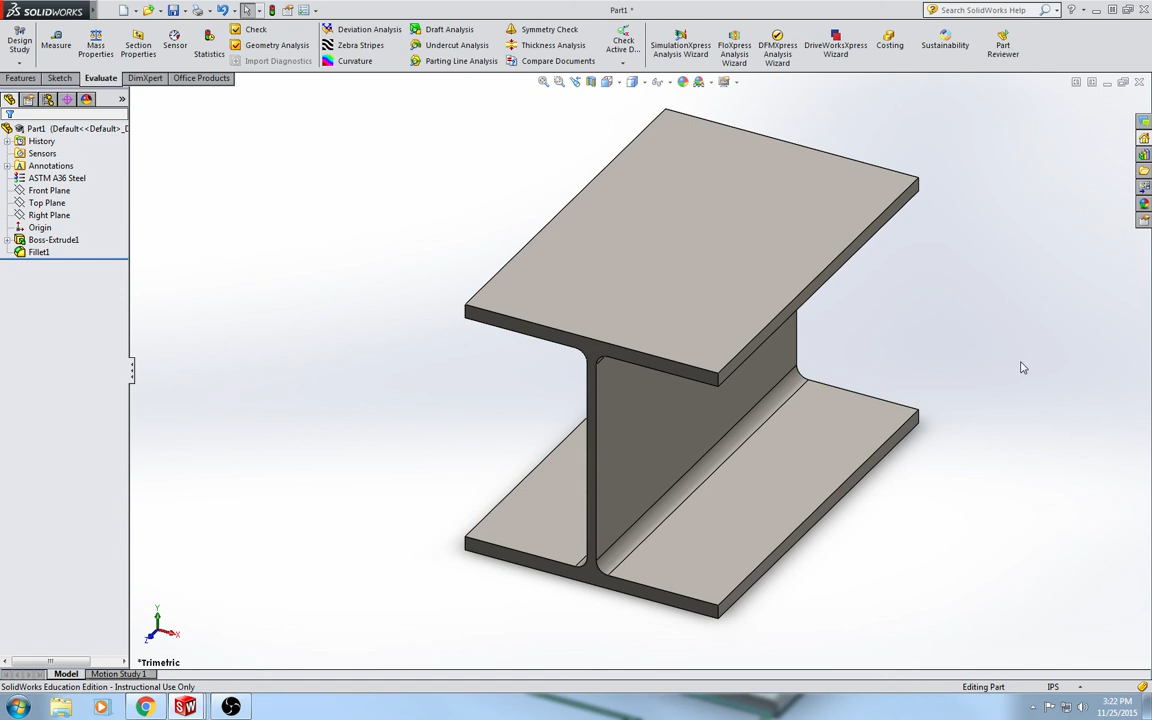 SOLIDWORKS
Part1 *
Search SolidWorks Help
Design Study
Measure
Mass Properties
Section Properties
Sensor
Statistics
Check
Geometry Analysis
Import Diagnostics
Deviation Analysis
Zebra Stripes
Curvature
Draft Analysis
Undercut Analysis
Parting Line Analysis
Symmetry Check
Thickness Analysis
Compare Documents
Check Active D...
SimulationXpress Analysis Wizard
FloXpress Analysis Wizard
DFMXpress Analysis Wizard
DriveWorksXpress Wizard
Costing
Sustainability
Part Reviewer
Features
Sketch
Evaluate
DimXpert
Office Products
Part1 (Default<<Default>_D
History
Sensors
Annotations
ASTM A36 Steel
Front Plane
Top Plane
Right Plane
Origin
Boss-Extrude1
Fillet1
Y
X
Z
*Trimetric
Model
Motion Study 1
SolidWorks Education Edition - Instructional Use Only
Editing Part
IPS
SW
3:22 PM
11/25/2015